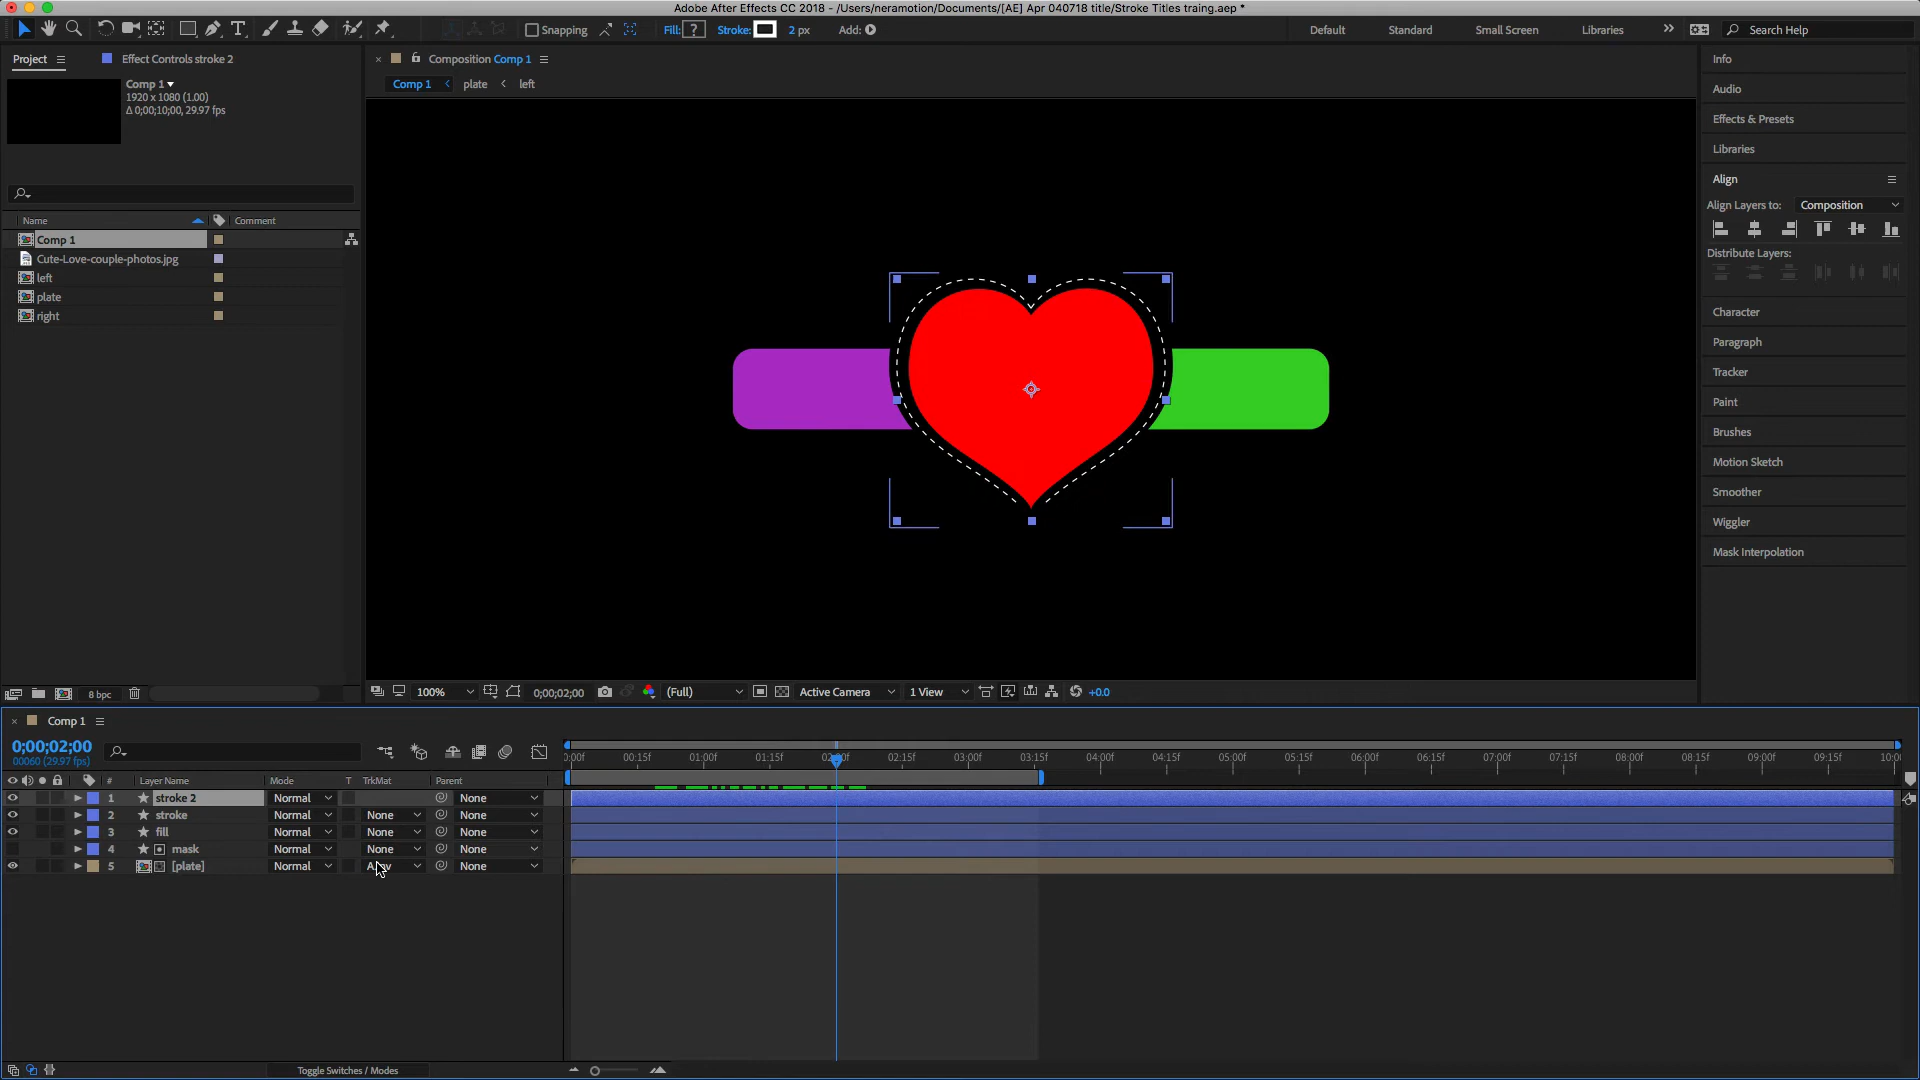 Adobe After Effects CC 2018 - /Users/neramotion/Documents/[AE] Apr 040718 title/Stroke Titles traing.aep *
Snapping
Fill: ?
Stroke:
2 px
Add:
Default
Standard
Small Screen
Libraries
Search Help
Project
Effect Controls stroke 2
Composition Comp 1
Comp 1
1920 x 1080 (1.00)
Δ 0;00;10;00, 29.97 fps
Comp 1
plate
left
Name
Comment
Comp 1
Cute-Love-couple-photos.jpg
left
plate
right
8 bpc
100%
0;00;02;00
(Full)
Active Camera
1 View
+0.0
Info
Audio
Effects & Presets
Libraries
Align
Align Layers to: Composition
Distribute Layers:
Character
Paragraph
Tracker
Paint
Brushes
Motion Sketch
Smoother
Wiggler
Mask Interpolation
Comp 1
0;00;02;00
00060 (29.97 fps)
:00f 00:15f 01:00f 01:15f 02:00f 02:15f 03:00f 03:15f 04:00f 04:15f 05:00f 05:15f 06:00f 06:15f 07:00f 07:15f 08:00f 08:15f 09:00f 09:15f 10:00
# Layer Name Mode T TrkMat Parent
1 stroke 2 Normal None
2 stroke Normal None None
3 fill Normal None None
4 mask Normal None None
5 [plate] Normal None
Toggle Switches / Modes